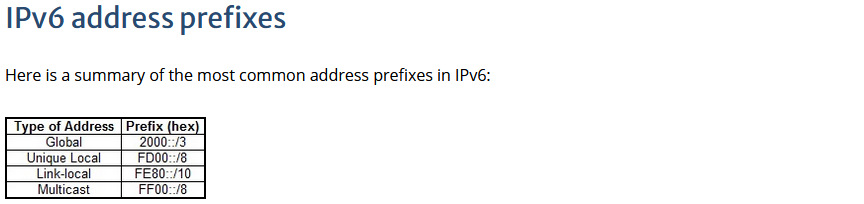 IPv6 address prefixes
Here is a summary of the most common address prefixes in IPv6:
Type of Address Prefix (hex)
Global 2000::/3
Unique Local FD00::/8
Link-local FE80::/10
Multicast FF00::/8